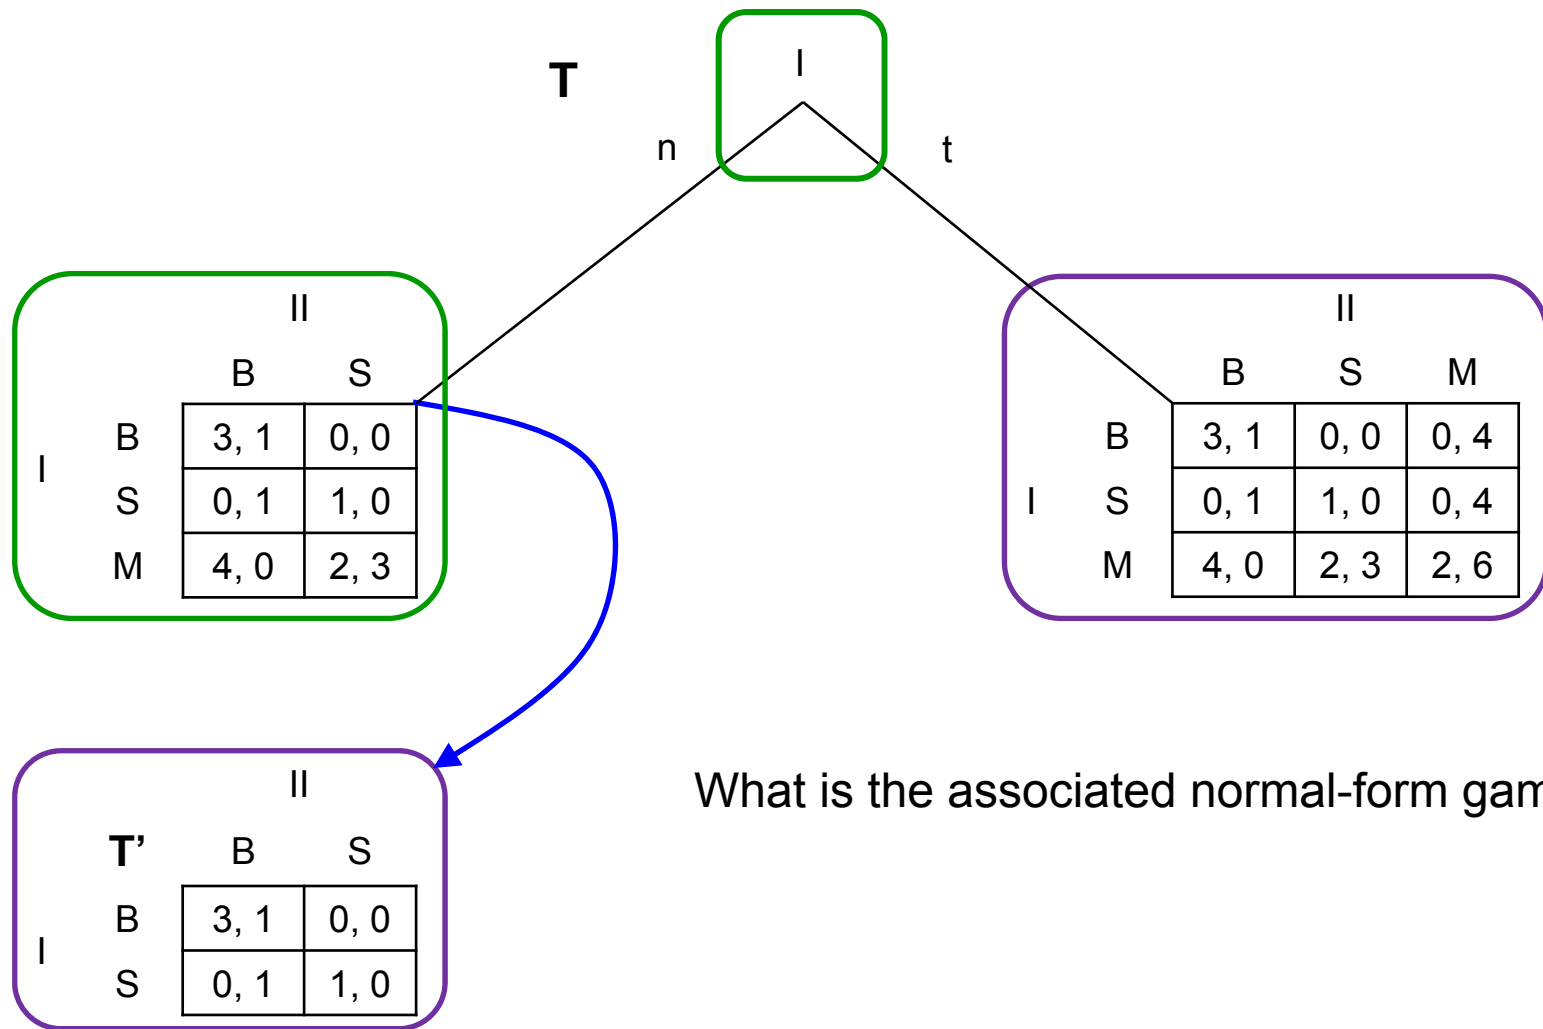 T
I
n
t
II
B S
B 3, 1 0, 0
I
S 0, 1 1, 0
M 4, 0 2, 3
II
B S M
B 3, 1 0, 0 0, 4
I S 0, 1 1, 0 0, 4
M 4, 0 2, 3 2, 6
What is the associated normal-form gam
II
T’ B S
B 3, 1 0, 0
I
S 0, 1 1, 0